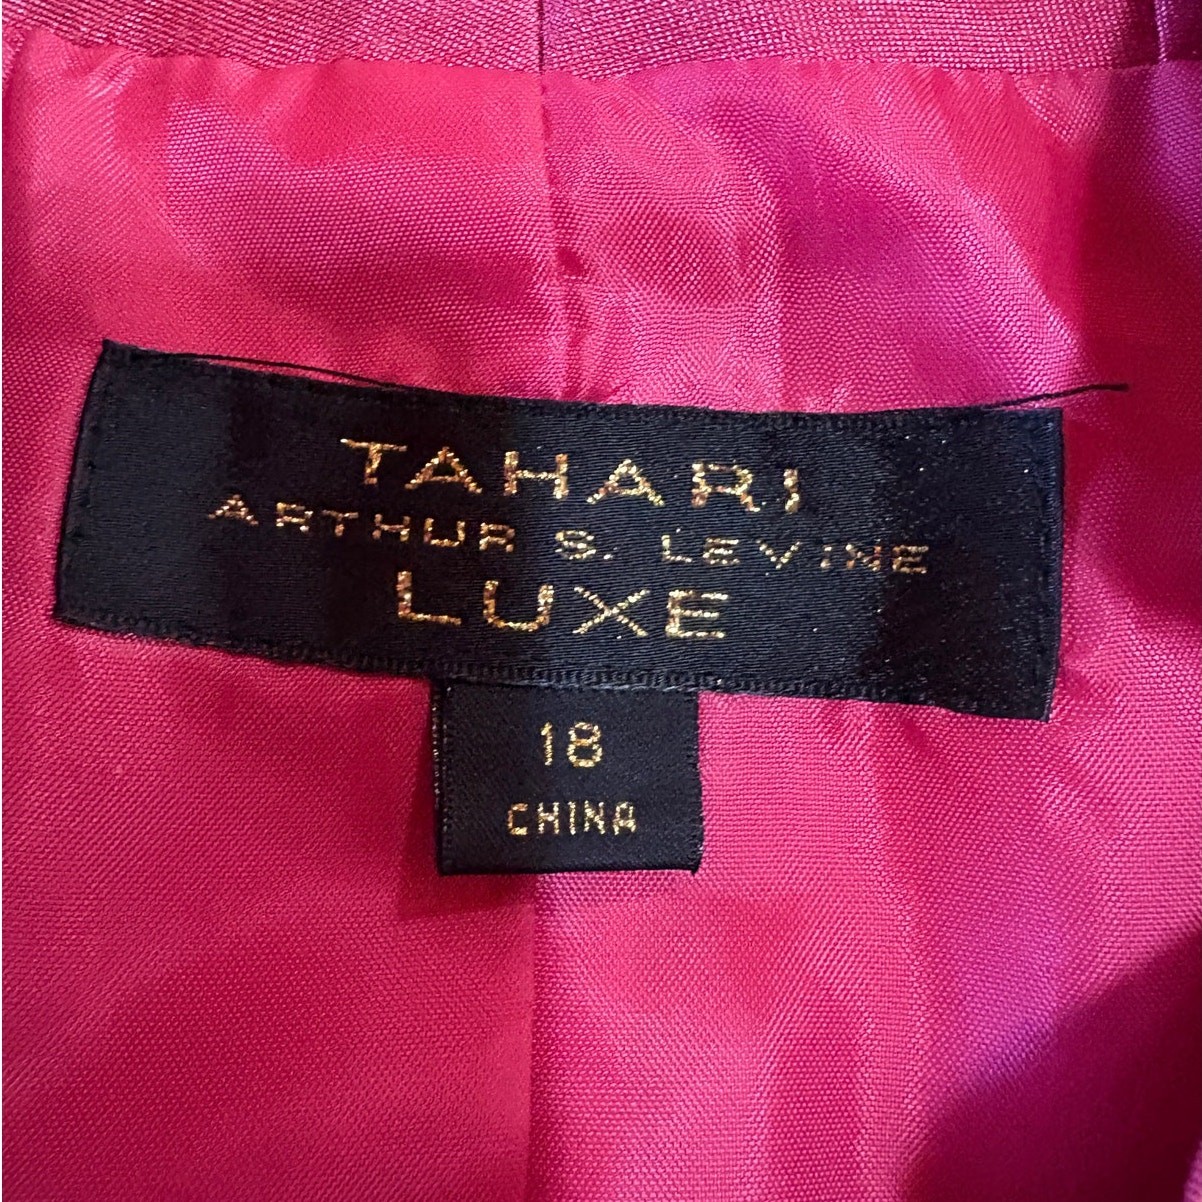 TAHARI
ARTHUR S. LEVINE
LUXE
18
CHINA